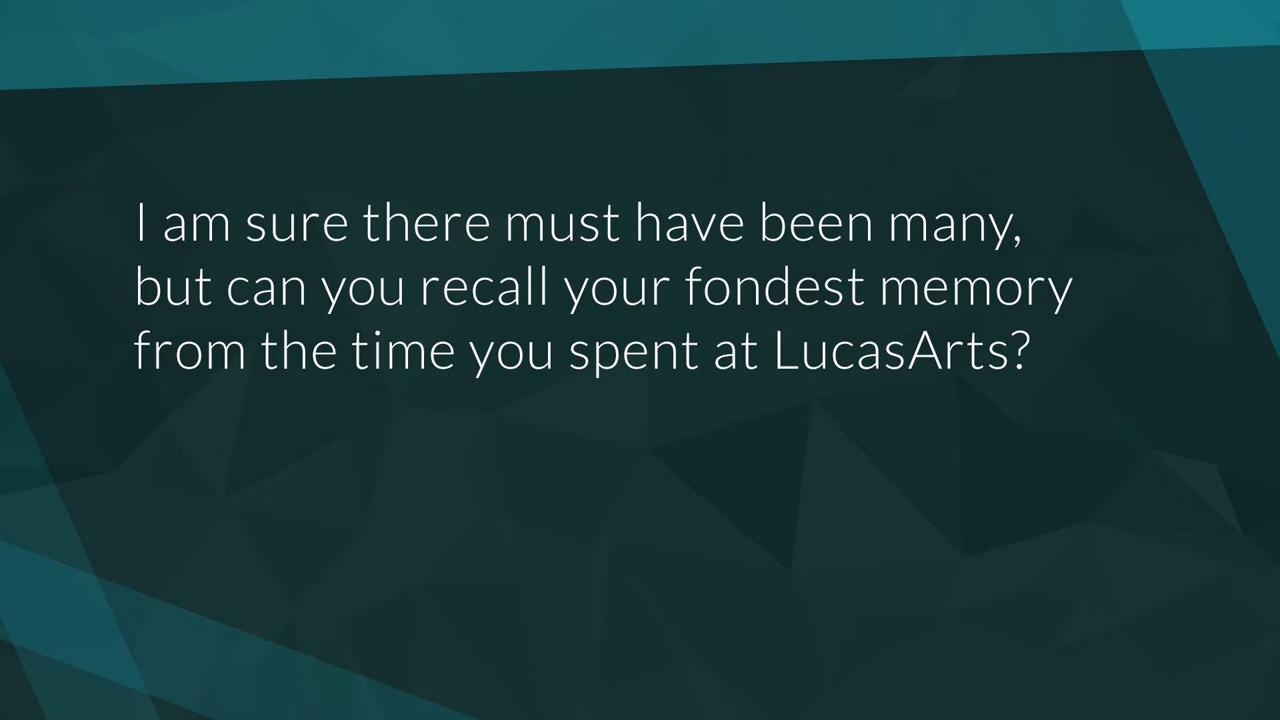 I am sure there must have been many,
but can you recall your fondest memory
from the time you spent at LucasArts?